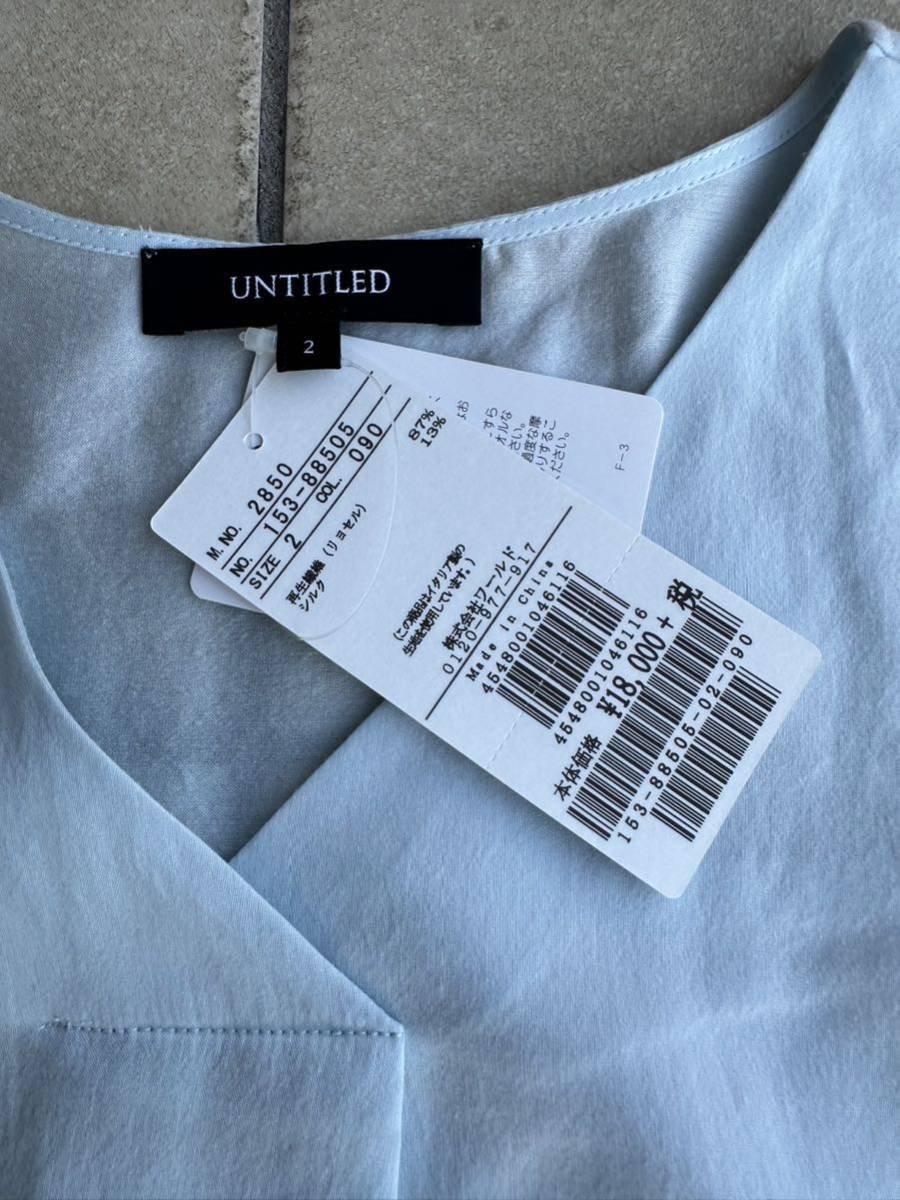 UNTITLED
2
M. NO. 2850
NO. 153-88505
SIZE 2 COL. 090
再生繊維 (リヨセル) 87%
シルク 13%
(この商品はイタリア製の
生地を使用しています。)
株式会社ワールド
0120-977-917
Made in China
4548001046116
4548001046116
本体価格 ¥18,000 + 税
153-88505-02-090
F-3